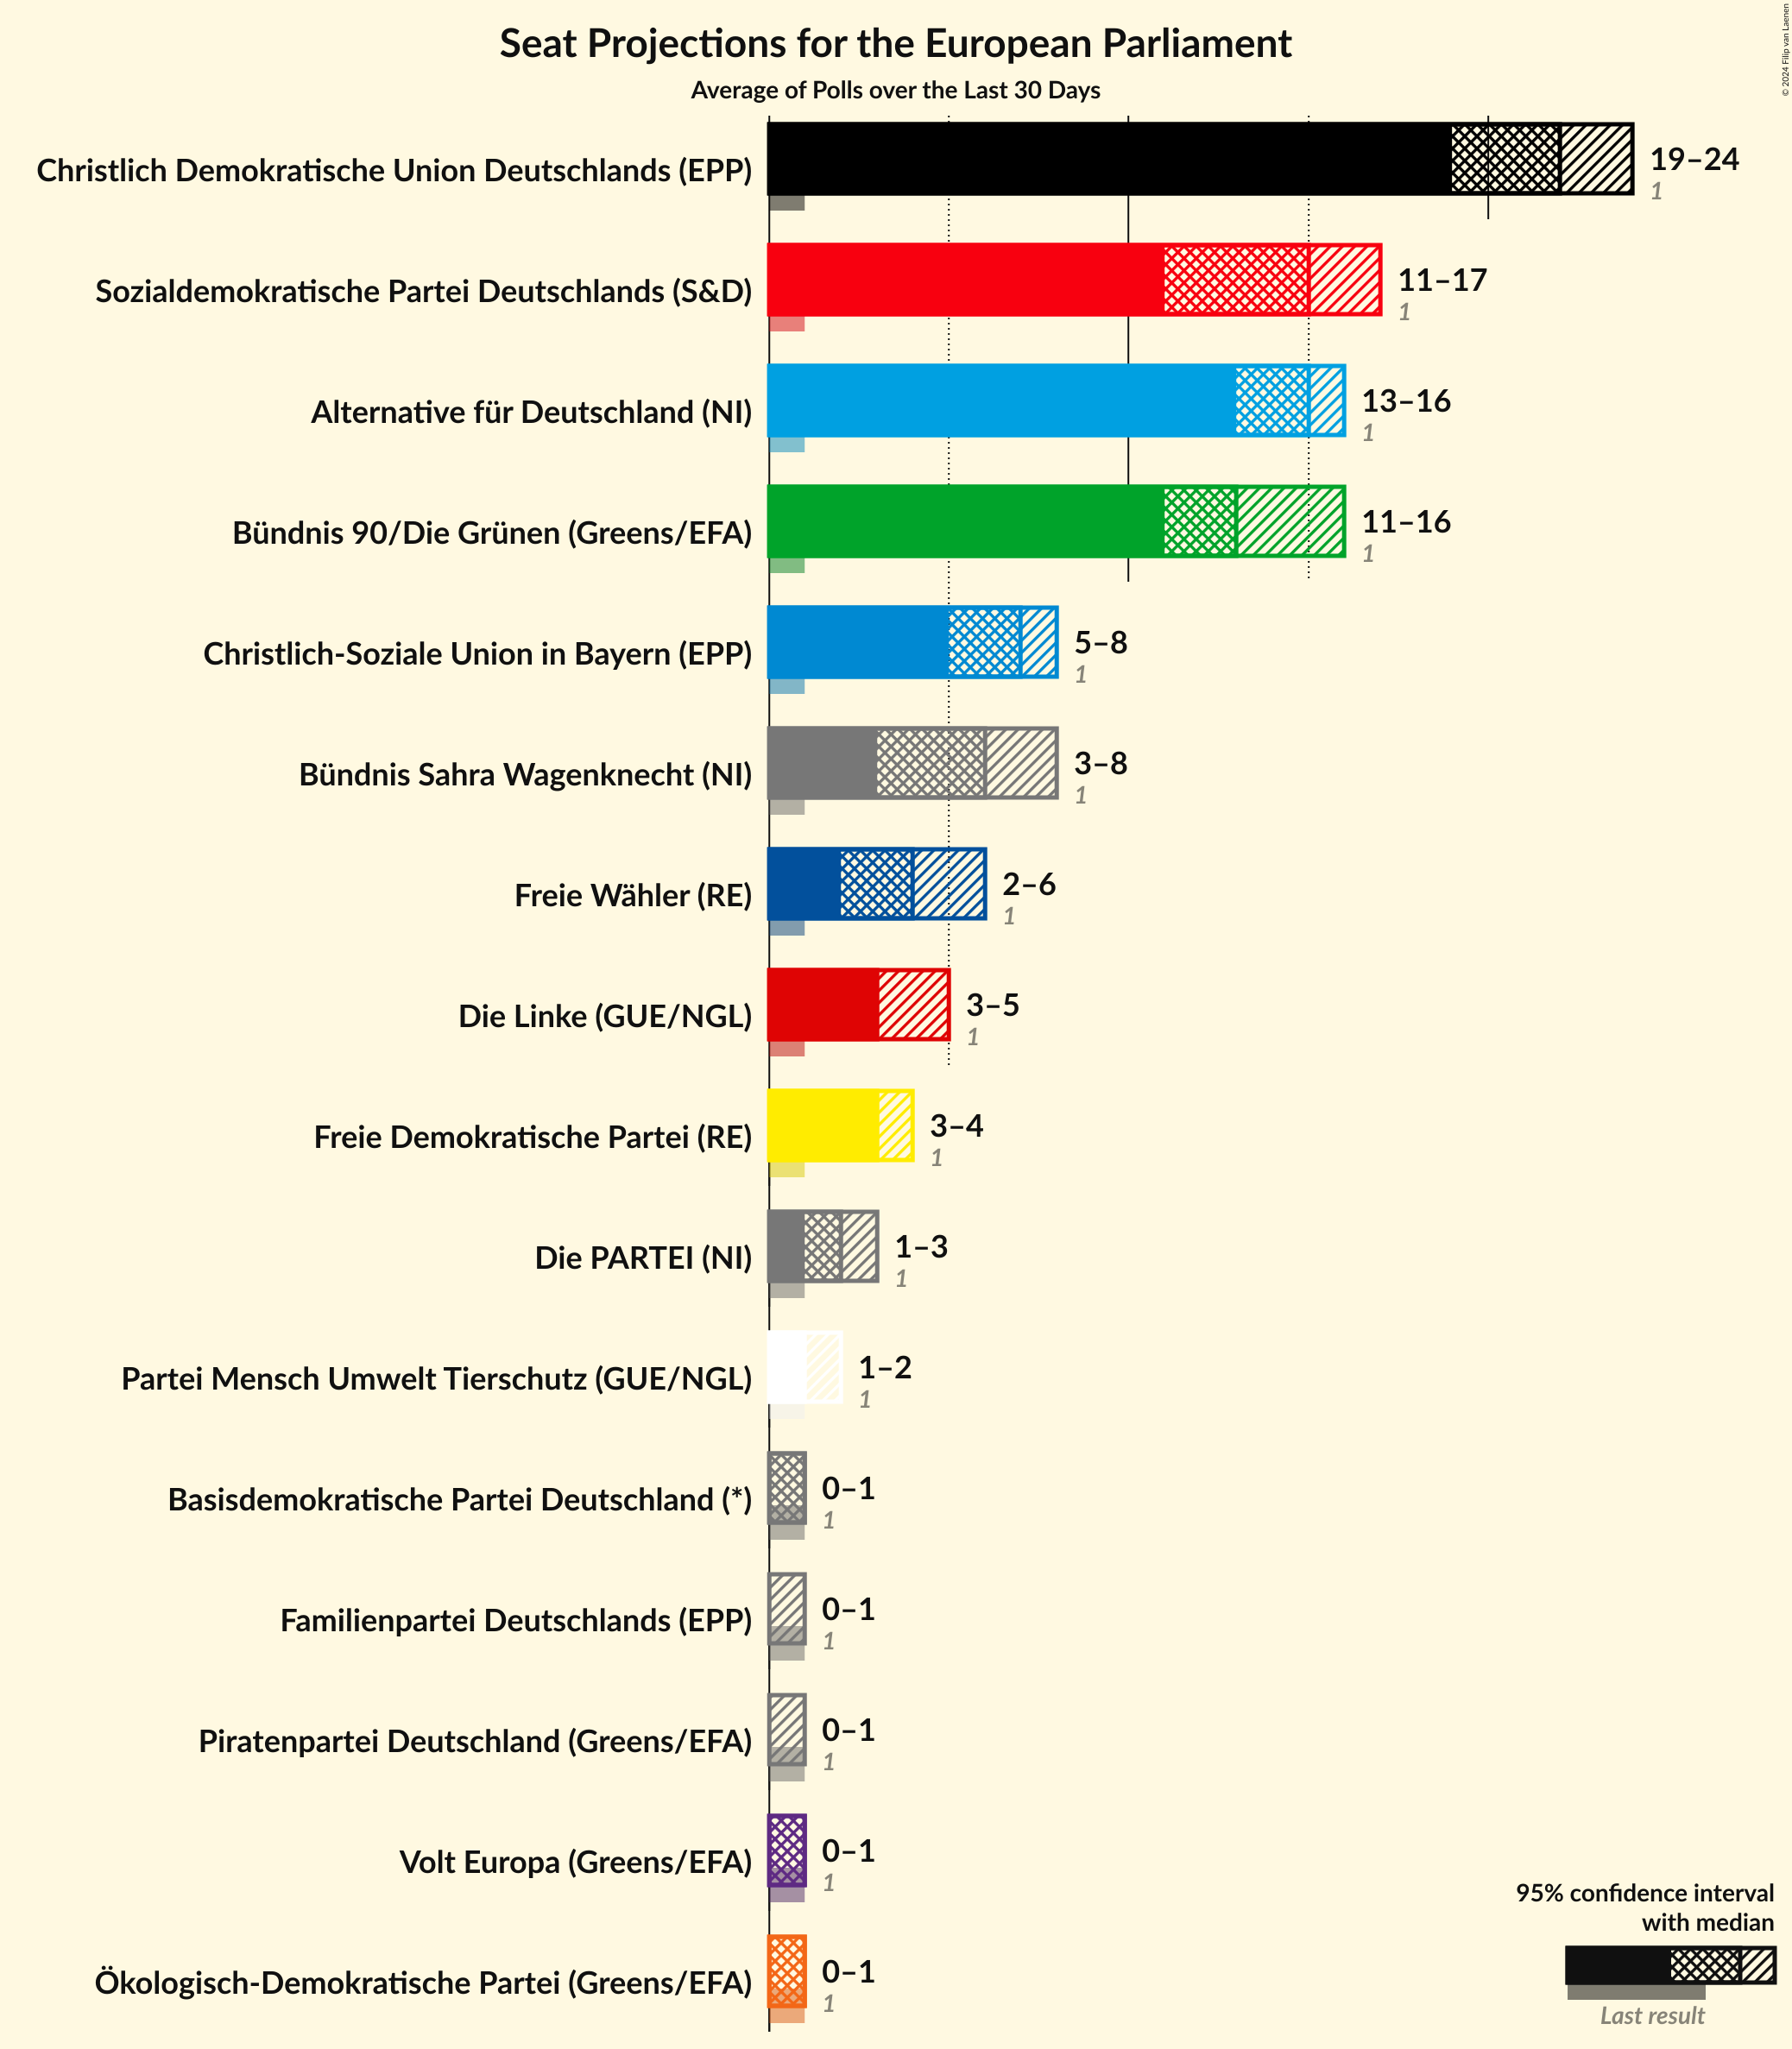 Seat Projections for the European Parliament
Average of Polls over the Last 30 Days
© 2024 Filip van Laenen
Christlich Demokratische Union Deutschlands (EPP)
19–24
1
Sozialdemokratische Partei Deutschlands (S&D)
11–17
1
Alternative für Deutschland (NI)
13–16
1
Bündnis 90/Die Grünen (Greens/EFA)
11–16
1
Christlich-Soziale Union in Bayern (EPP)
5–8
1
Bündnis Sahra Wagenknecht (NI)
3–8
1
Freie Wähler (RE)
2–6
1
Die Linke (GUE/NGL)
3–5
1
Freie Demokratische Partei (RE)
3–4
1
Die PARTEI (NI)
1–3
1
Partei Mensch Umwelt Tierschutz (GUE/NGL)
1–2
1
Basisdemokratische Partei Deutschland (*)
0–1
1
Familienpartei Deutschlands (EPP)
0–1
1
Piratenpartei Deutschland (Greens/EFA)
0–1
1
Volt Europa (Greens/EFA)
0–1
1
Ökologisch-Demokratische Partei (Greens/EFA)
0–1
1
95% confidence interval
with median
Last result